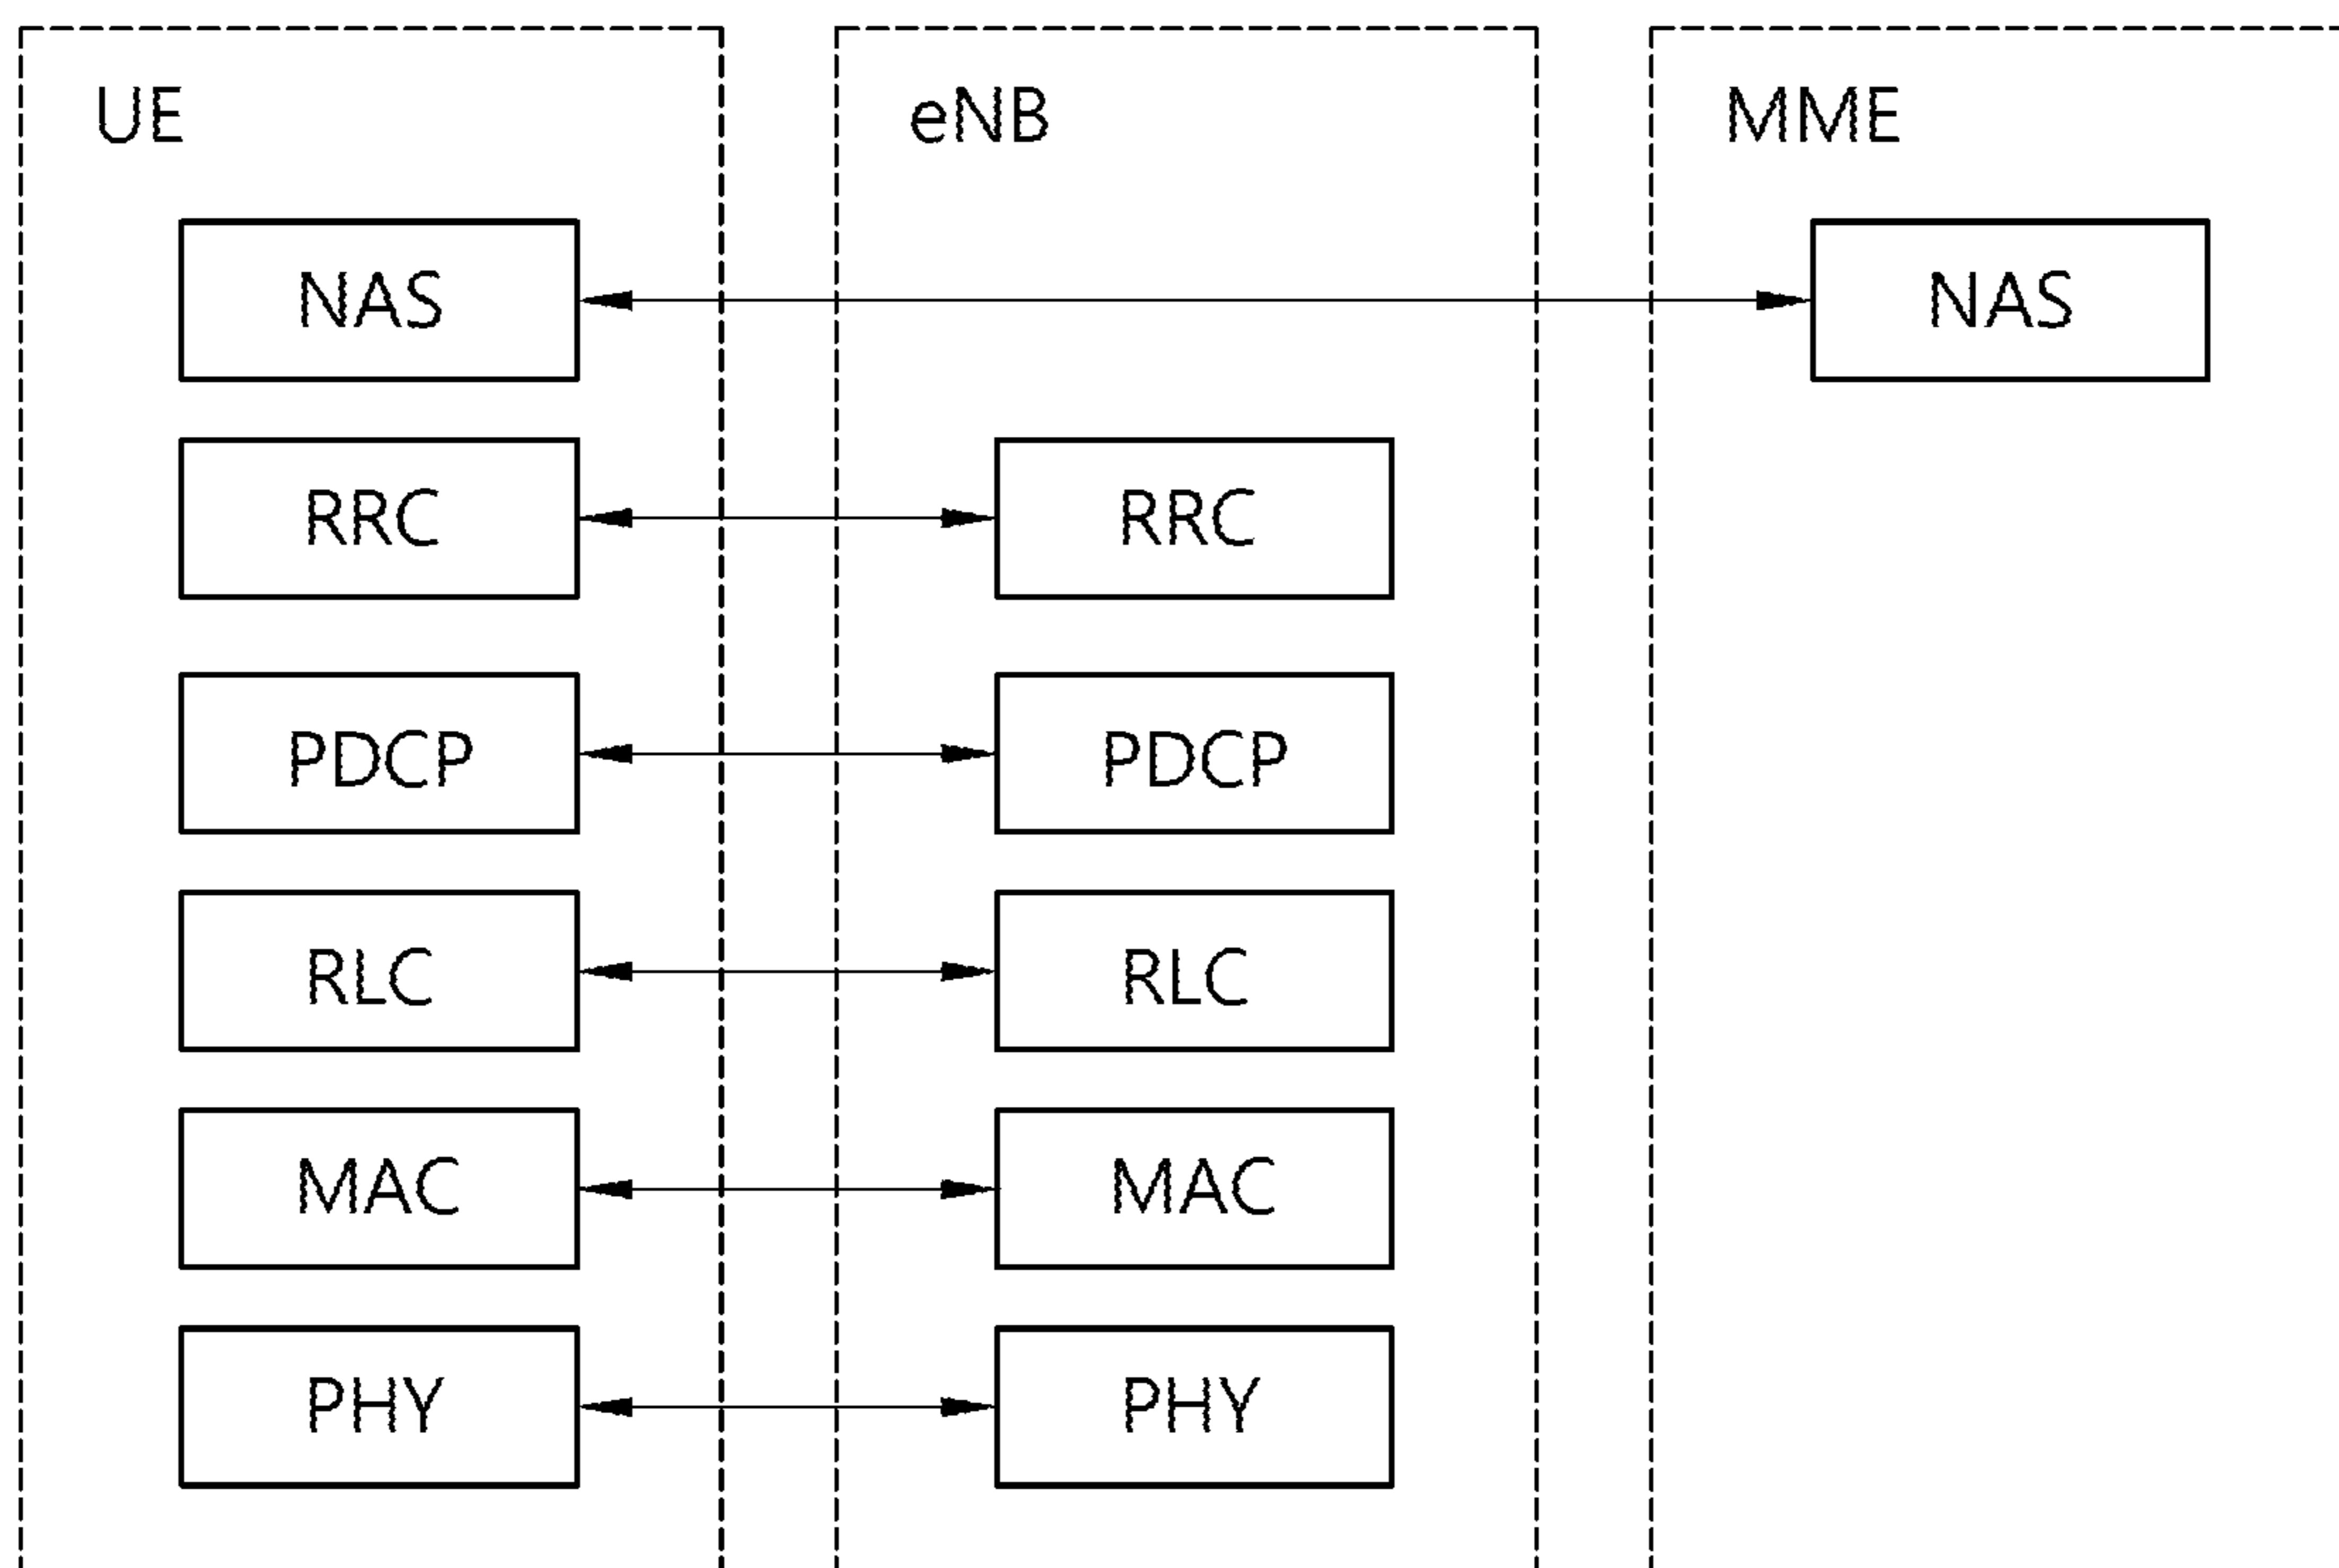 UE eNB MME
NAS NAS
RRC RRC
PDCP PDCP
RLC RLC
MAC MAC
PHY PHY